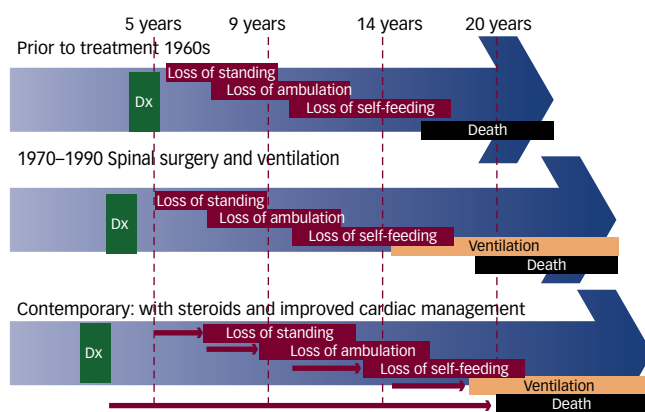 5 years 9 years 14 years 20 years
Prior to treatment 1960s
Loss of standing
Dx
Loss of ambulation
Loss of self-feeding
Death
1970–1990 Spinal surgery and ventilation
Loss of standing
Dx
Loss of ambulation
Loss of self-feeding
Ventilation
Death
Contemporary: with steroids and improved cardiac management
Loss of standing
Dx
Loss of ambulation
Loss of self-feeding
Ventilation
Death